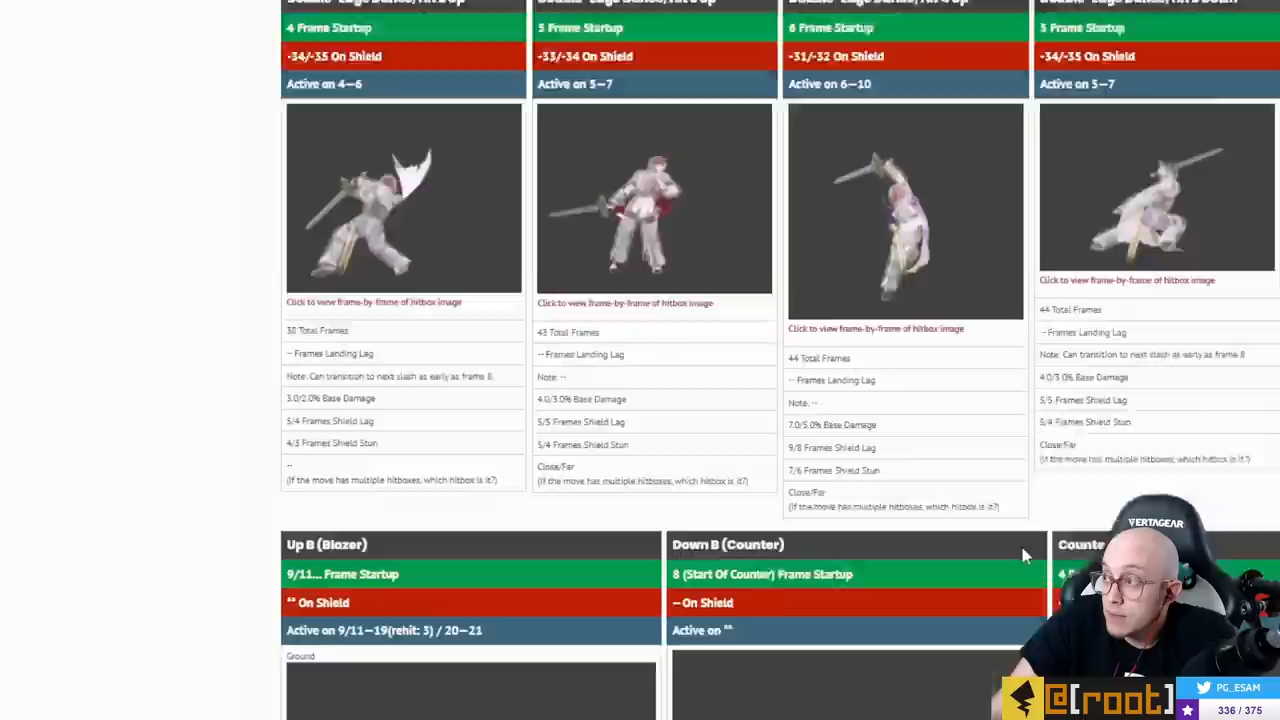 4 Frame Startup
-34/-35 On Shield
Active on 4—6
Click to view frame-by-frame of hitbox image
38 Total Frames
-- Frames Landing Lag
Note: Can transition to next slash as early as frame 8.
3.0/2.0% Base Damage
5/4 Frames Shield Lag
4/3 Frames Shield Stun
--
(If the move has multiple hitboxes, which hitbox is it?)
5 Frame Startup
-33/-34 On Shield
Active on 5—7
Click to view frame-by-frame of hitbox image
43 Total Frames
-- Frames Landing Lag
Note: --
4.0/3.0% Base Damage
5/5 Frames Shield Lag
5/4 Frames Shield Stun
Close/Far
(If the move has multiple hitboxes, which hitbox is it?)
6 Frame Startup
-31/-32 On Shield
Active on 6—10
Click to view frame-by-frame of hitbox image
44 Total Frames
-- Frames Landing Lag
Note: --
7.0/5.0% Base Damage
9/8 Frames Shield Lag
7/6 Frames Shield Stun
Close/Far
(If the move has multiple hitboxes, which hitbox is it?)
5 Frame Startup
-34/-35 On Shield
Active on 5—7
Click to view frame-by-frame of hitbox image
44 Total Frames
-- Frames Landing Lag
Note: Can transition to next slash as early as frame 8
4.0/3.0% Base Damage
5/5 Frames Shield Lag
5/4 Frames Shield Stun
Close/Far
(If the move has multiple hitboxes, which hitbox is it?)
Up B (Blazer)
9/11... Frame Startup
** On Shield
Active on 9/11—19(rehit: 3) / 20—21
Ground
Down B (Counter)
8 (Start Of Counter) Frame Startup
-- On Shield
Active on **
VERTAGEAR
@[root]
PG_ESAM
336 / 375